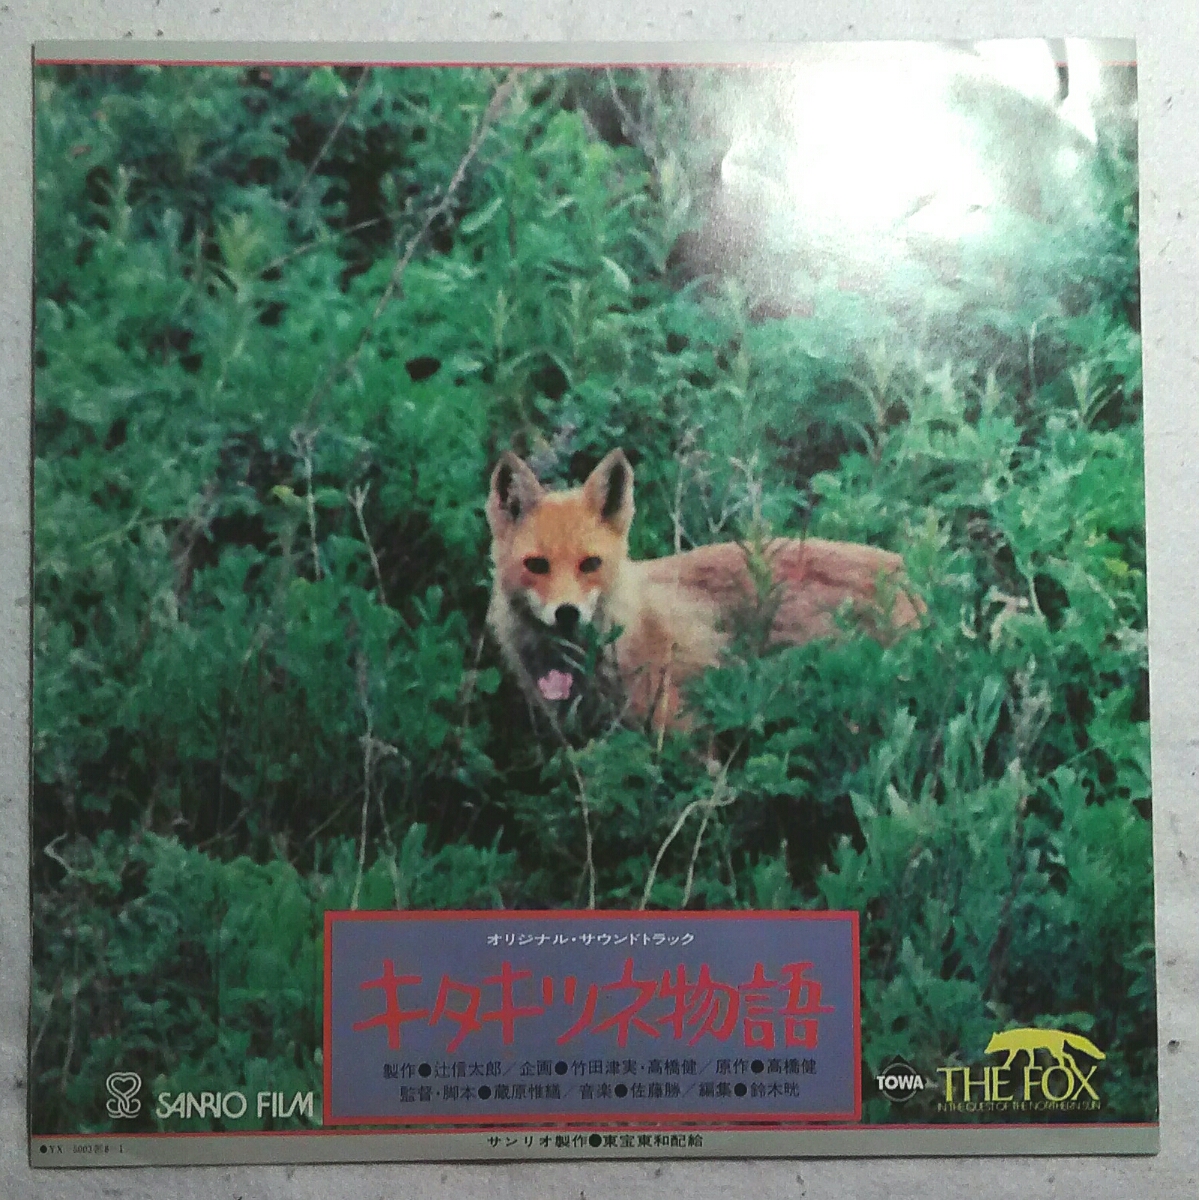 オリジナル・サウンドトラック
キタキツネ物語
製作●辻信太郎／企画●竹田津実・高橋健／原作●高橋健
監督・脚本●蔵原惟繕／音楽●佐藤勝／編集●鈴木晄
SANRIO FILM
TOWA
THE FOX
IN THE QUEST OF THE NORTHERN SUN
サンリオ製作●東宝東和配給